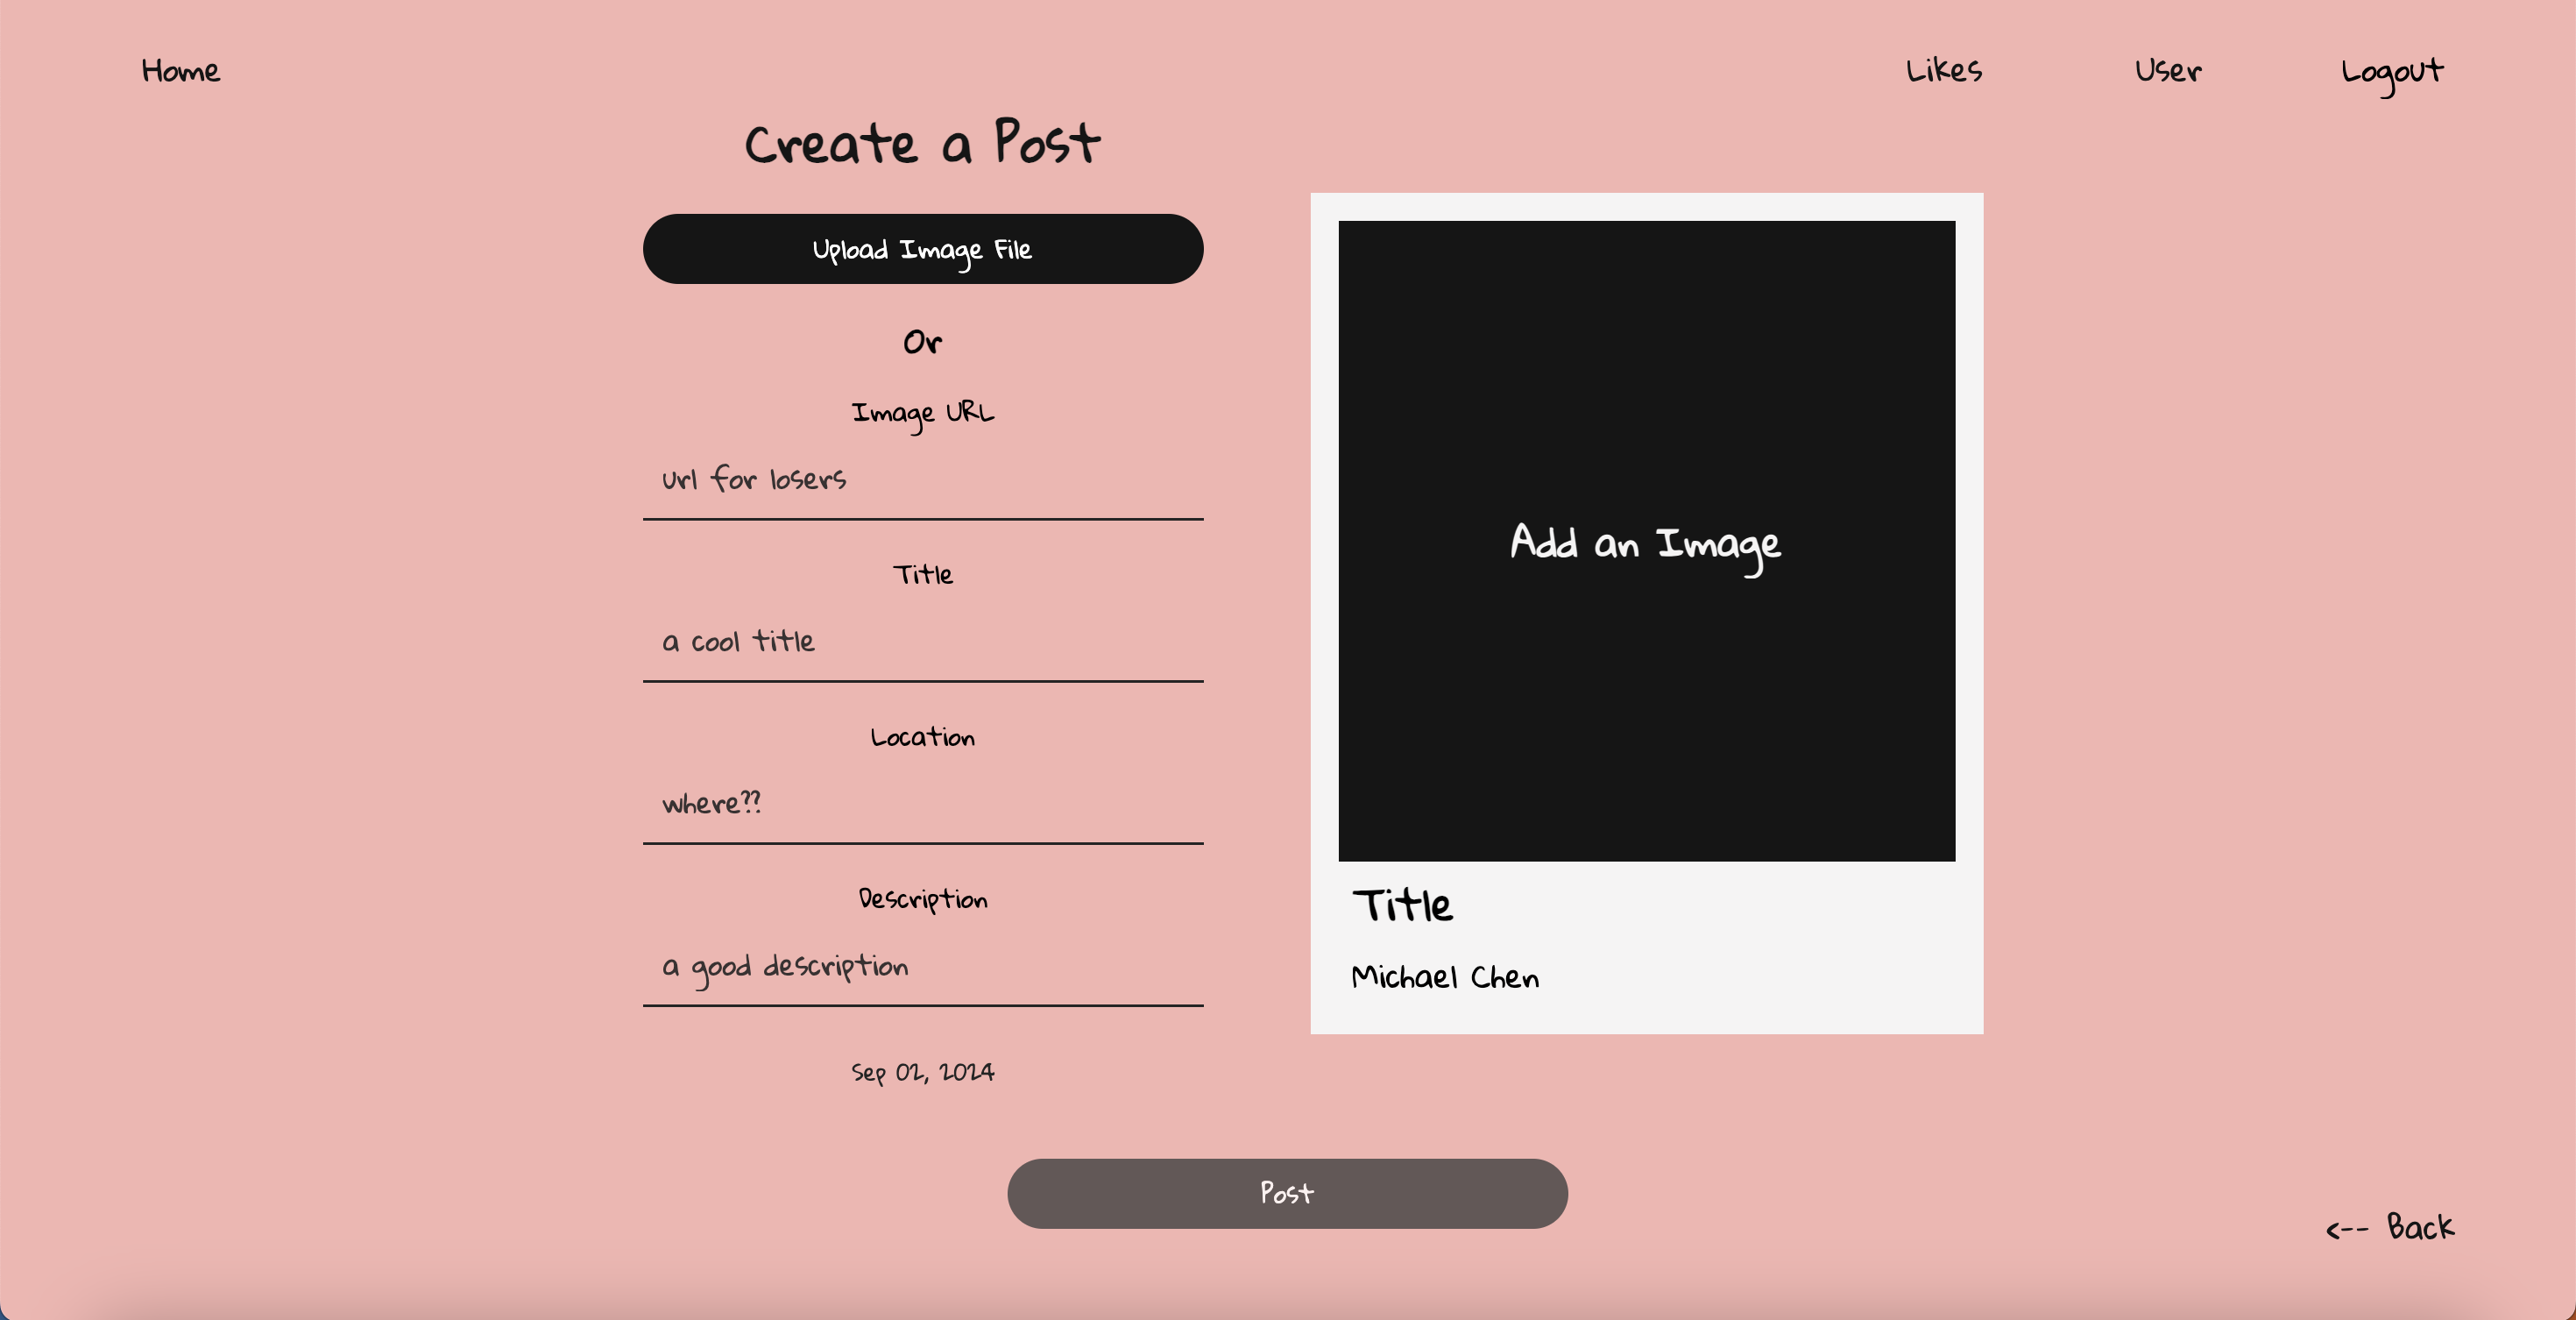 Home
Likes
User
Logout
Create a Post
Upload Image File
Or
Image URL
url for losers
Title
a cool title
Location
where??
Description
a good description
Sep 02, 2024
Add an Image
Title
Michael Chen
Post
<-- Back